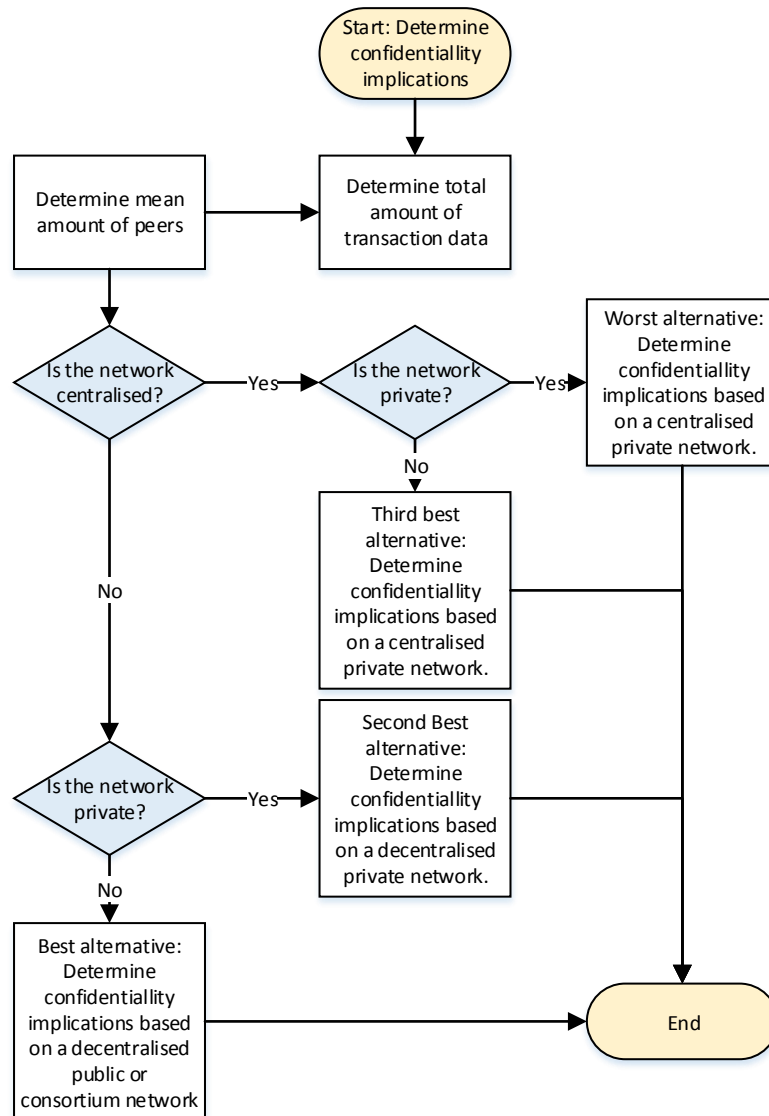 Start: Determine
confidentiallity
implications
Determine mean
amount of peers
Determine total
amount of
transaction data
Is the network
centralised?
Yes
Is the network
private?
Yes
Worst alternative:
Determine
confidentiallity
implications based
on a centralised
private network.
No
Third best
alternative:
Determine
confidentiallity
implications based
on a centralised
private network.
No
Is the network
private?
Yes
Second Best
alternative:
Determine
confidentiallity
implications based
on a decentralised
private network.
No
Best alternative:
Determine
confidentiallity
implications based
on a decentralised
public or
consortium network
End